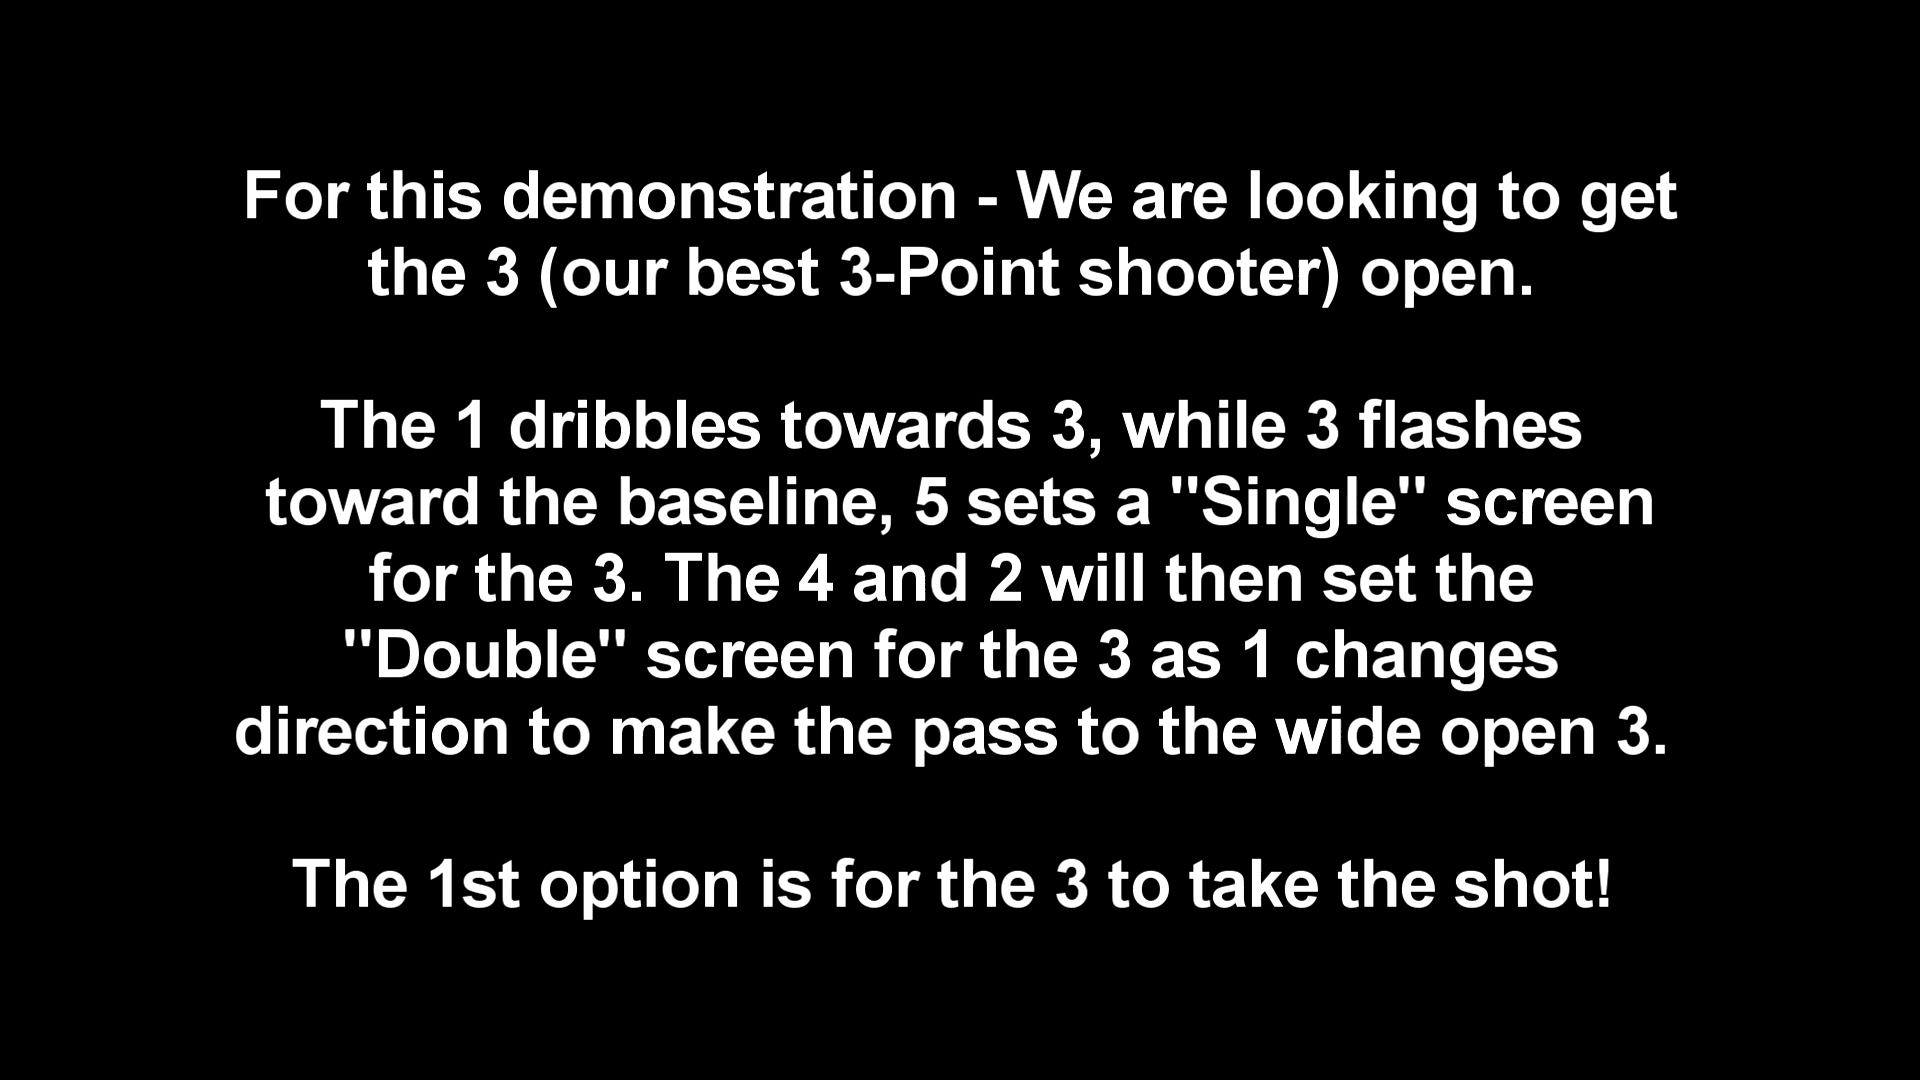 For this demonstration - We are looking to get
the 3 (our best 3-Point shooter) open.
The 1 dribbles towards 3, while 3 flashes
toward the baseline, 5 sets a "Single" screen
for the 3. The 4 and 2 will then set the
"Double" screen for the 3 as 1 changes
direction to make the pass to the wide open 3.
The 1st option is for the 3 to take the shot!